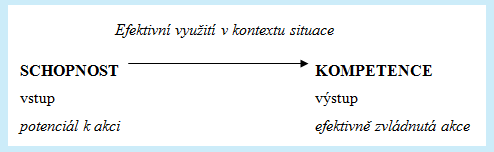 Efektivní využití v kontextu situace
SCHOPNOST KOMPETENCE
vstup výstup
potenciál k akci efektivně zvládnutá akce